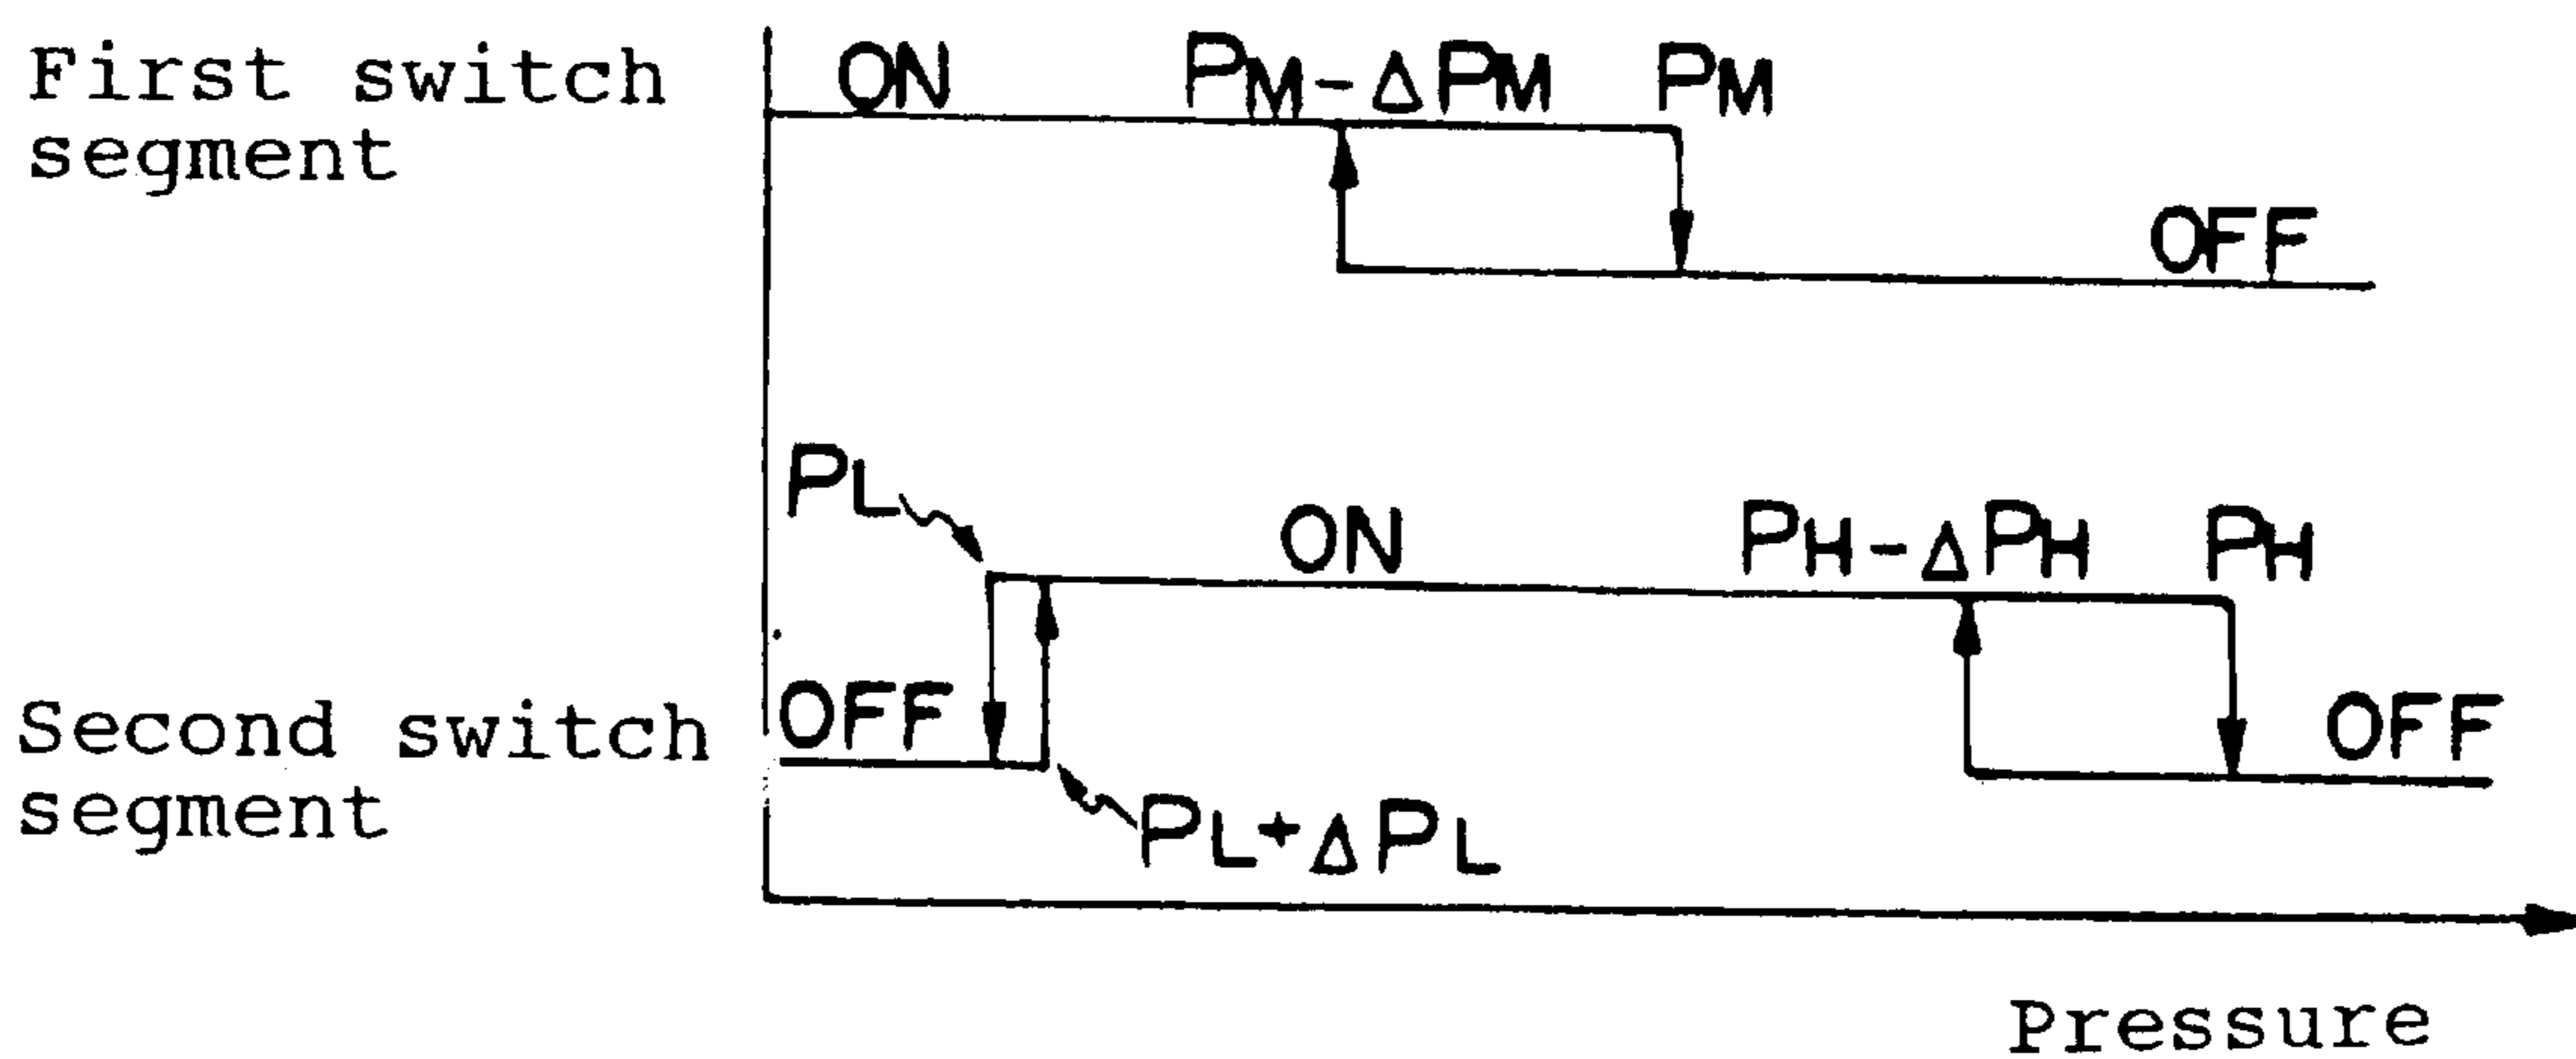 First switch segment
ON
PM-ΔPM
PM
OFF
PL
ON
PH-ΔPH
PH
Second switch segment
OFF
OFF
PL+ΔPL
Pressure